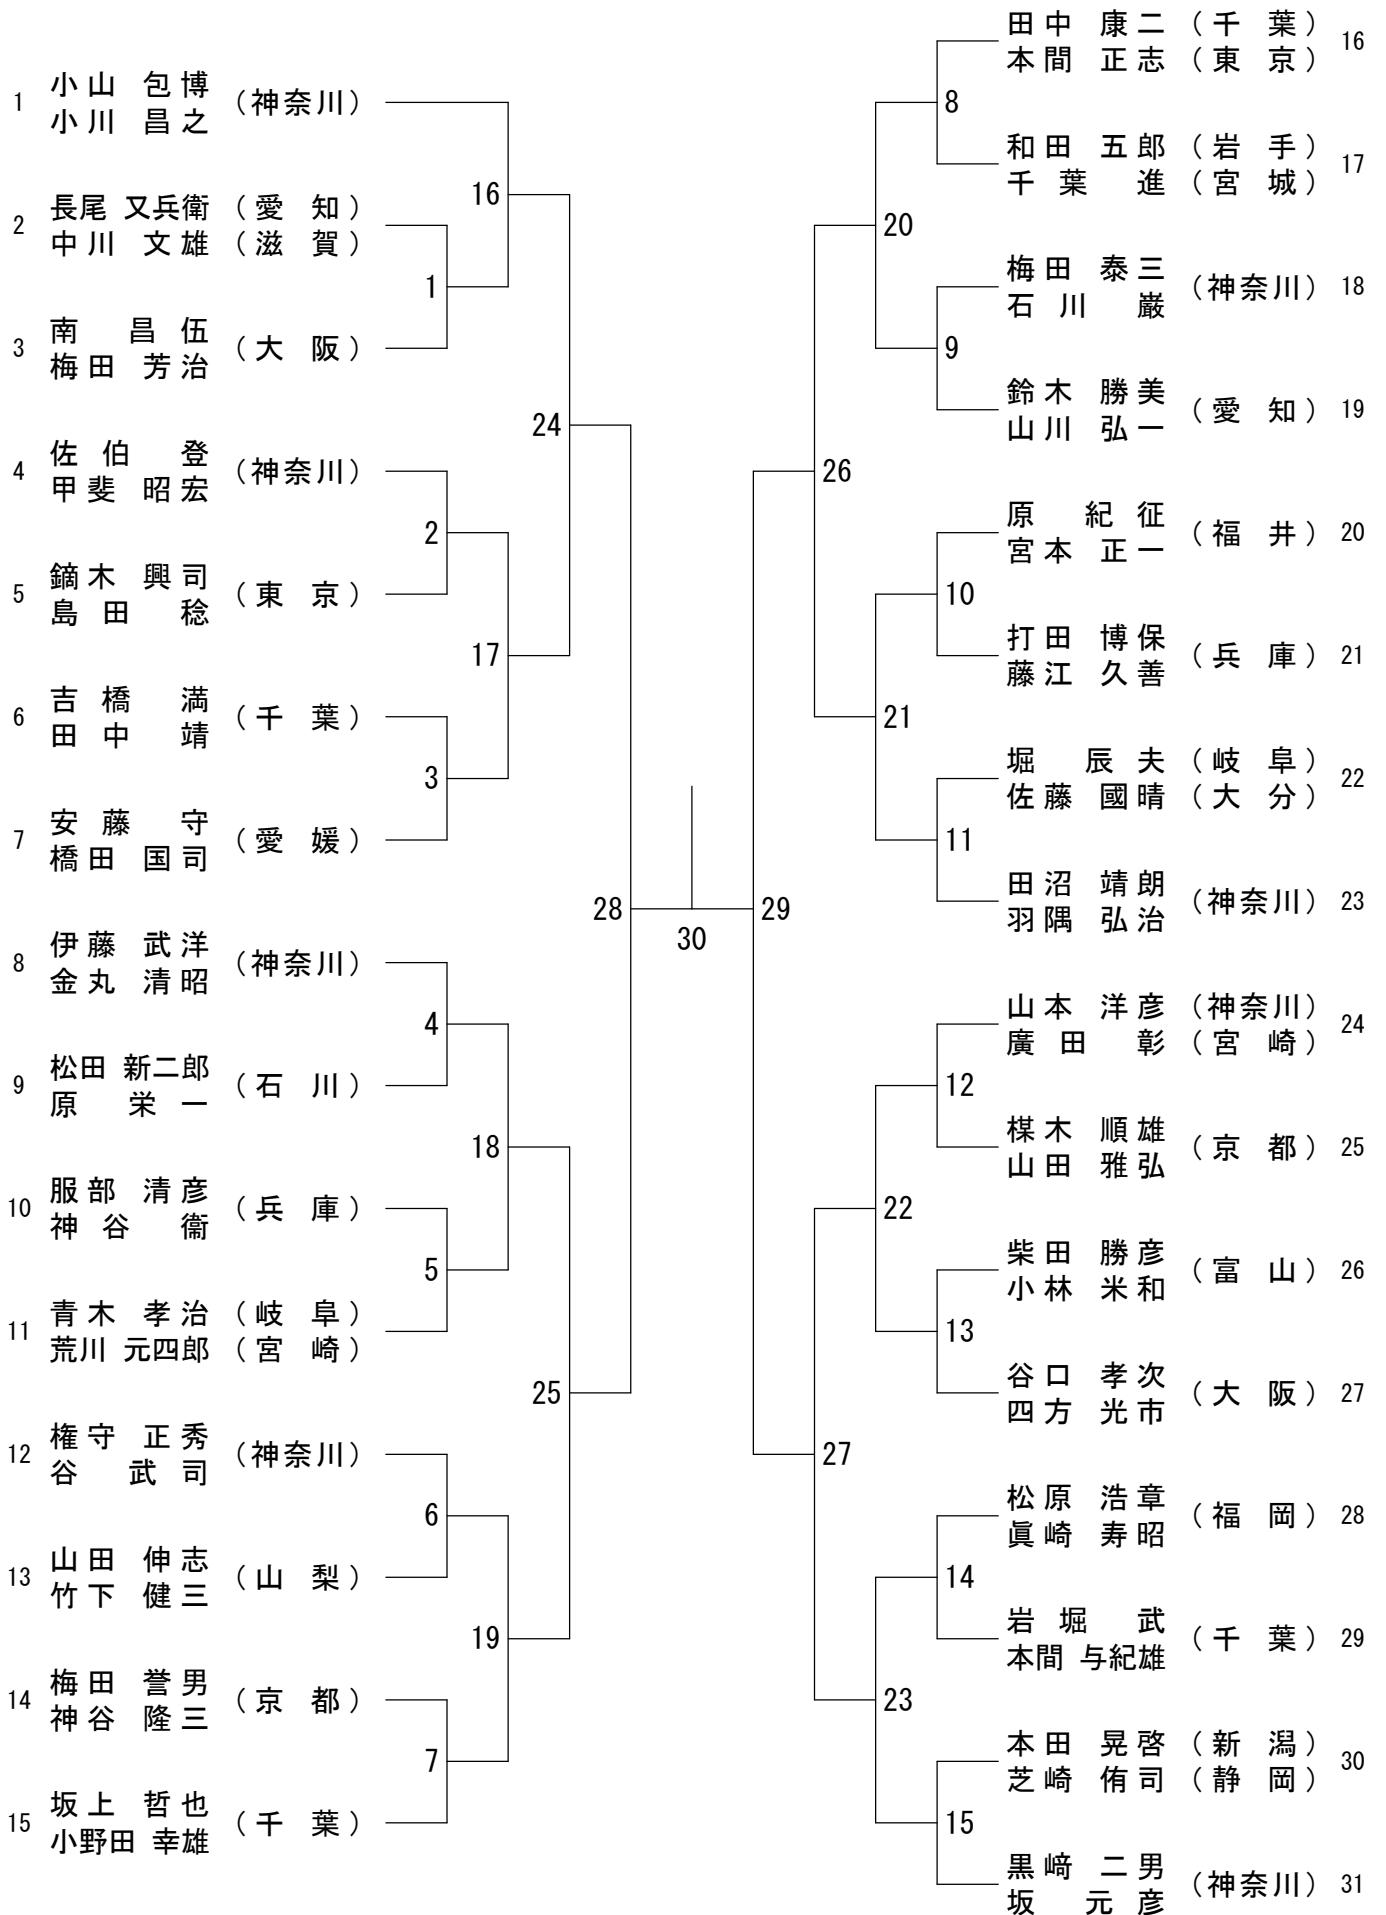 1 小山 包博 (神奈川)
小川 昌之
2 長尾 又兵衛 (愛知)
中川 文雄 (滋賀)
3 南 昌伍 (大阪)
梅田 芳治
4 佐伯 登 (神奈川)
甲斐 昭宏
5 鏑木 興司 (東京)
島田 稔
6 吉橋 満 (千葉)
田中 靖
7 安藤 守 (愛媛)
橋田 国司
8 伊藤 武洋 (神奈川)
金丸 清昭
9 松田 新二郎 (石川)
原 栄一
10 服部 清彦 (兵庫)
神谷 衞
11 青木 孝治 (岐阜)
荒川 元四郎 (宮崎)
12 権守 正秀 (神奈川)
谷 武司
13 山田 伸志 (山梨)
竹下 健三
14 梅田 誉男 (京都)
神谷 隆三
15 坂上 哲也 (千葉)
小野田 幸雄
16
1
24
2
17
3
28
4
18
5
25
6
19
7
30
29
8
20
9
26
10
21
11
12
22
13
27
14
23
15
田中 康二 (千葉) 16
本間 正志 (東京)
和田 五郎 (岩手) 17
千葉 進 (宮城)
梅田 泰三 (神奈川) 18
石川 巌
鈴木 勝美 (愛知) 19
山川 弘一
原 紀征 (福井) 20
宮本 正一
打田 博保 (兵庫) 21
藤江 久善
堀 辰夫 (岐阜) 22
佐藤 國晴 (大分)
田沼 靖朗 (神奈川) 23
羽隅 弘治
山本 洋彦 (神奈川) 24
廣田 彰 (宮崎)
楳木 順雄 (京都) 25
山田 雅弘
柴田 勝彦 (富山) 26
小林 米和
谷口 孝次 (大阪) 27
四方 光市
松原 浩章 (福岡) 28
眞崎 寿昭
岩堀 武 (千葉) 29
本間 与紀雄
本田 晃啓 (新潟) 30
芝崎 侑司 (静岡)
黒﨑 二男 (神奈川) 31
坂 元彦